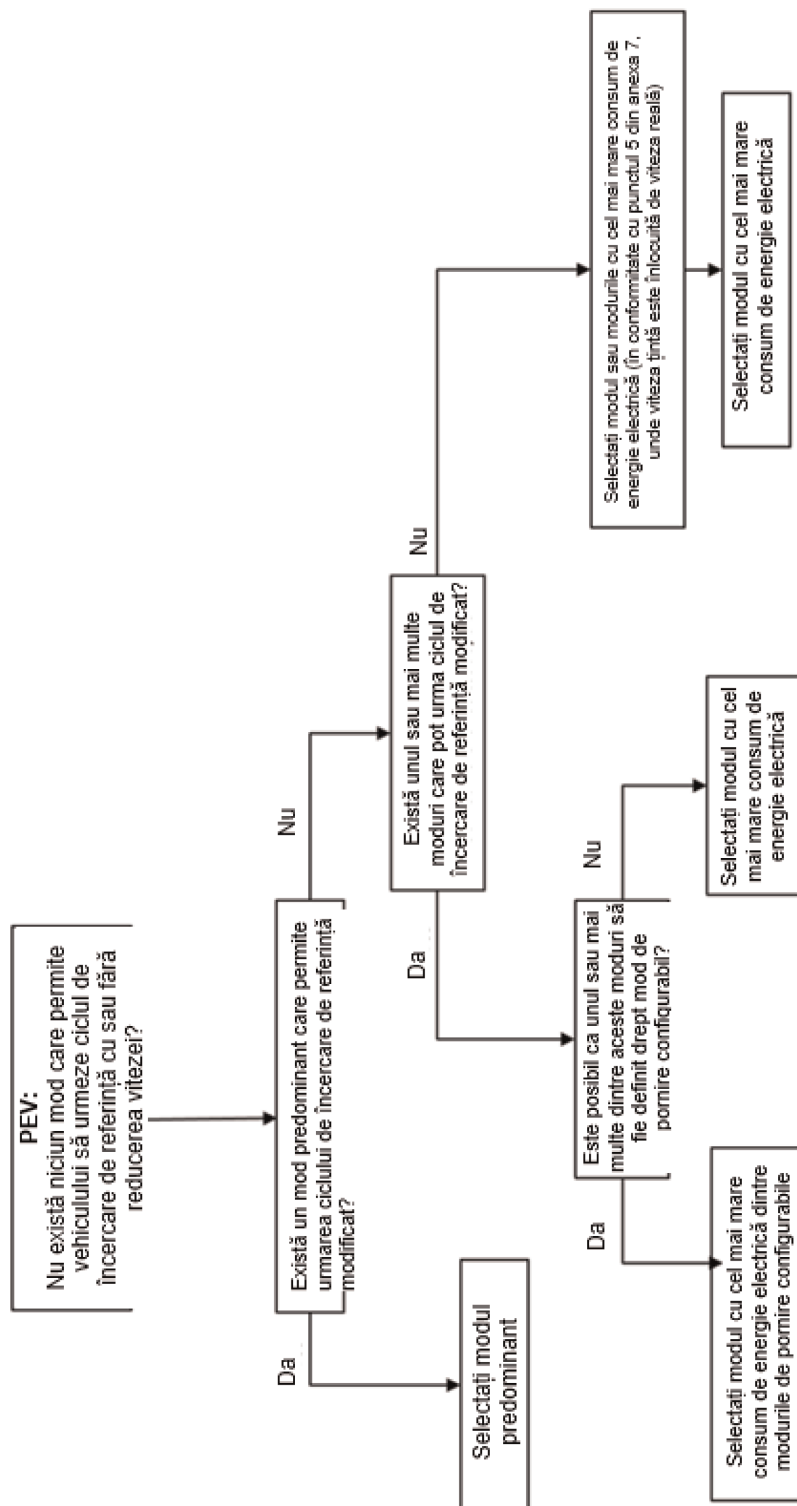 PEV:
Nu există niciun mod care permite
vehiculului să urmeze ciclul de
încercare de referință cu sau fără
reducerea vitezei?
Există un mod predominant care permite
urmarea ciclului de încercare de referință
modificat?
Da
Nu
Selectați modul
predominant
Există unul sau mai multe
moduri care pot urma ciclul de
încercare de referință modificat?
Da
Nu
Este posibil ca unul sau mai
multe dintre aceste moduri să
fie definit drept mod de
pornire configurabil?
Da
Nu
Selectați modul sau modurile cu cel mai mare consum de
energie electrică (în conformitate cu punctul 5 din anexa 7,
unde viteza țintă este înlocuită de viteza reală)
Selectați modul cu cel mai mare
consum de energie electrică dintre
modurile de pornire configurabile
Selectați modul cu cel
mai mare consum de
energie electrică
Selectați modul cu cel mai mare
consum de energie electrică